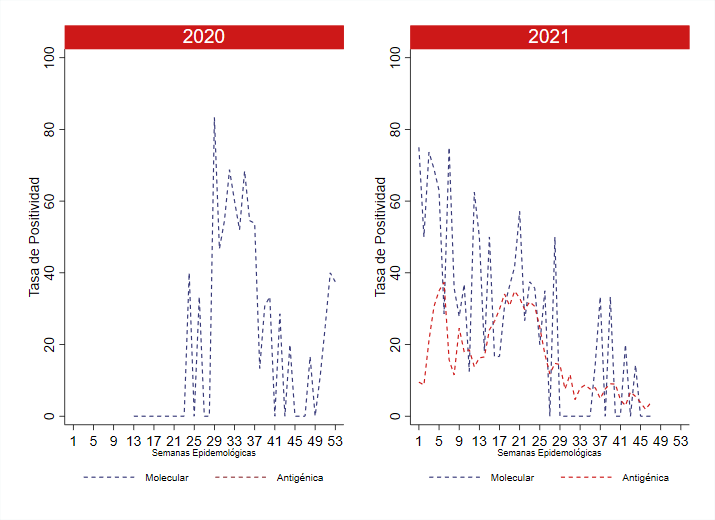 2020
2021
Tasa de Positividad
100
80
60
40
20
0
1 5 9 13 17 21 25 29 33 37 41 45 49 53
Semanas Epidemológicas
Molecular Antigénica
Tasa de Positividad
100
80
60
40
20
0
1 5 9 13 17 21 25 29 33 37 41 45 49 53
Semanas Epidemológicas
Molecular Antigénica